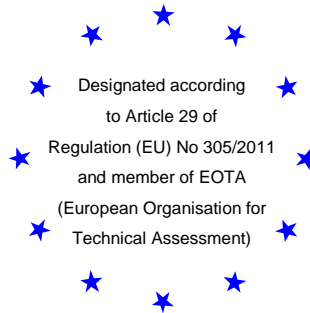 Designated according
to Article 29 of
Regulation (EU) No 305/2011
and member of EOTA
(European Organisation for
Technical Assessment)